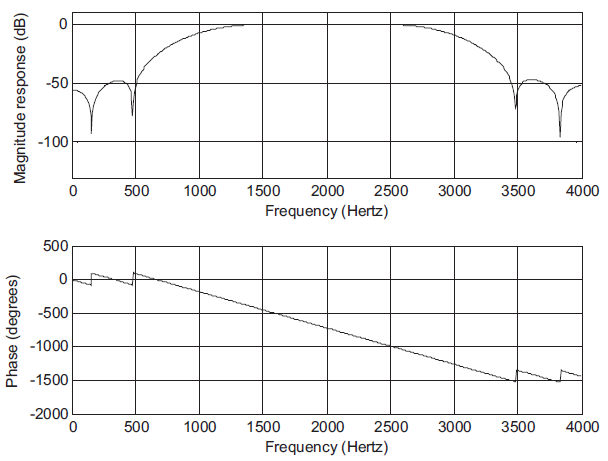 Magnitude response (dB)
0
-50
-100
0 500 1000 1500 2000 2500 3000 3500 4000
Frequency (Hertz)
Phase (degrees)
500
0
-500
-1000
-1500
-2000
0 500 1000 1500 2000 2500 3000 3500 4000
Frequency (Hertz)